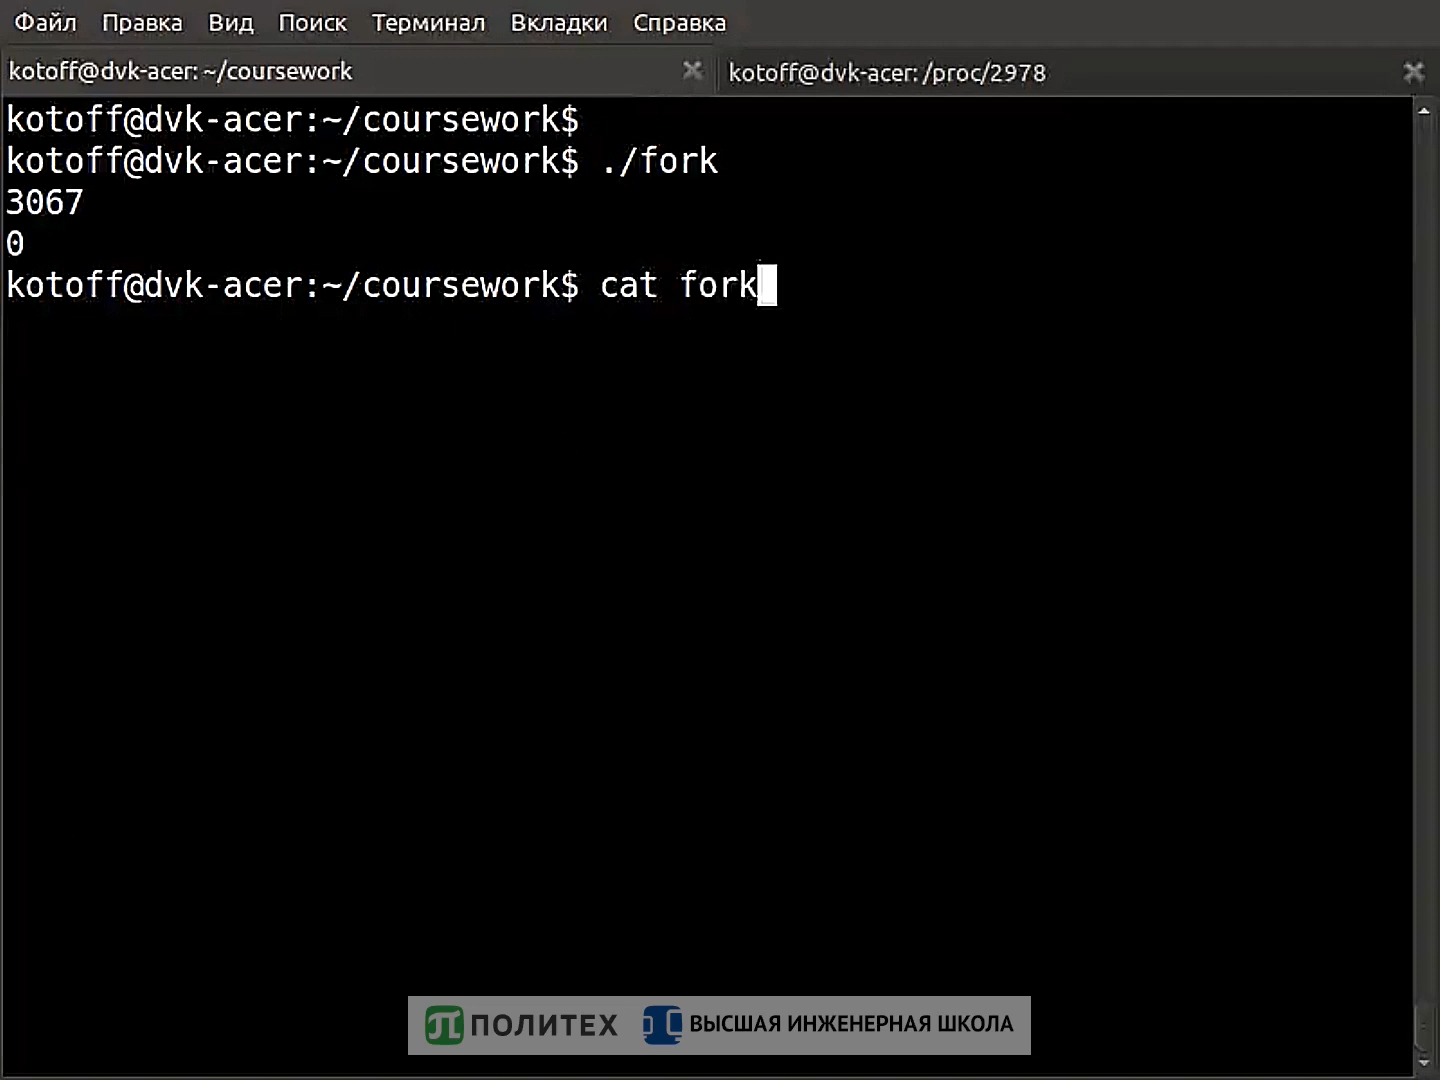 Файл Правка Вид Поиск Терминал Вкладки Справка
kotoff@dvk-acer: ~/coursework
kotoff@dvk-acer: /proc/2978
kotoff@dvk-acer:~/coursework$
kotoff@dvk-acer:~/coursework$ ./fork
3067
0
kotoff@dvk-acer:~/coursework$ cat fork
ПОЛИТЕХ ВЫСШАЯ ИНЖЕНЕРНАЯ ШКОЛА